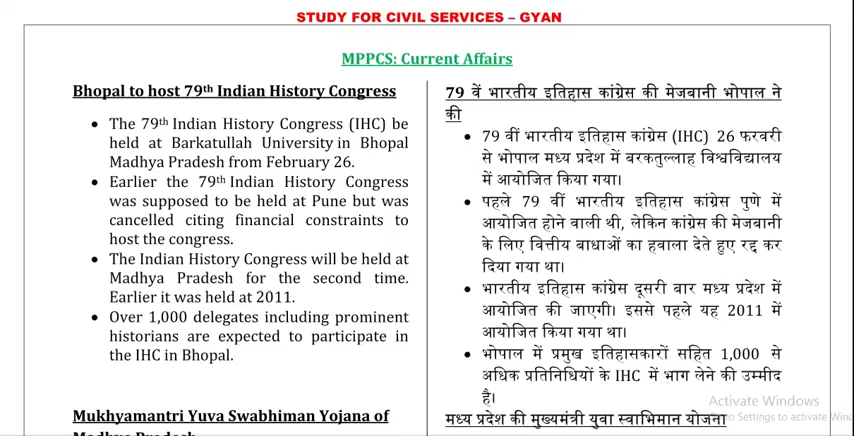 STUDY FOR CIVIL SERVICES – GYAN
MPPCS: Current Affairs
Bhopal to host 79th Indian History Congress
• The 79th Indian History Congress (IHC) be
held at Barkatullah University in Bhopal
Madhya Pradesh from February 26.
• Earlier the 79th Indian History Congress
was supposed to be held at Pune but was
cancelled citing financial constraints to
host the congress.
• The Indian History Congress will be held at
Madhya Pradesh for the second time.
Earlier it was held at 2011.
• Over 1,000 delegates including prominent
historians are expected to participate in
the IHC in Bhopal.
Mukhyamantri Yuva Swabhiman Yojana of
Madhya Pradesh
79 वें भारतीय इतिहास कांग्रेस की मेजबानी भोपाल ने
की
• 79 वीं भारतीय इतिहास कांग्रेस (IHC) 26 फरवरी
से भोपाल मध्य प्रदेश में बरकतुल्लाह विश्वविद्यालय
में आयोजित किया गया।
• पहले 79 वीं भारतीय इतिहास कांग्रेस पुणे में
आयोजित होने वाली थी, लेकिन कांग्रेस की मेजबानी
के लिए वित्तीय बाधाओं का हवाला देते हुए रद्द कर
दिया गया था।
• भारतीय इतिहास कांग्रेस दूसरी बार मध्य प्रदेश में
आयोजित की जाएगी। इससे पहले यह 2011 में
आयोजित किया गया था।
• भोपाल में प्रमुख इतिहासकारों सहित 1,000 से
अधिक प्रतिनिधियों के IHC में भाग लेने की उम्मीद
है।
मध्य प्रदेश की मुख्यमंत्री युवा स्वाभिमान योजना
Activate Windows
to Settings to activate Win